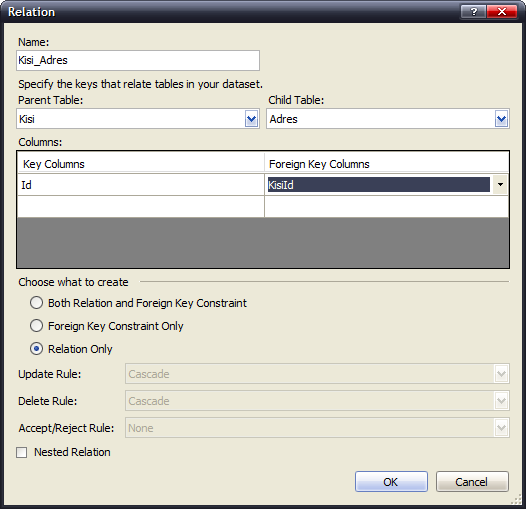 Relation
Name:
Kisi_Adres
Specify the keys that relate tables in your dataset.
Parent Table: Child Table:
Kisi Adres
Columns:
Key Columns Foreign Key Columns
Id KisiId
Choose what to create
Both Relation and Foreign Key Constraint
Foreign Key Constraint Only
Relation Only
Update Rule: Cascade
Delete Rule: Cascade
Accept/Reject Rule: None
Nested Relation
OK Cancel